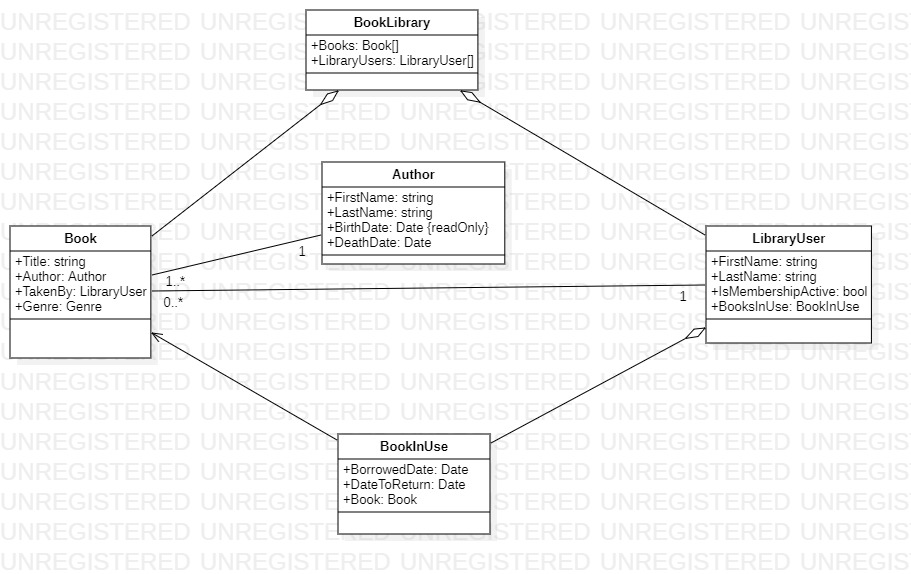 BookLibrary
+Books: Book[]
+LibraryUsers: LibraryUser[]
Author
+FirstName: string
+LastName: string
+BirthDate: Date {readOnly}
+DeathDate: Date
Book
+Title: string
+Author: Author
+TakenBy: LibraryUser
+Genre: Genre
1
1..*
0..*
1
LibraryUser
+FirstName: string
+LastName: string
+IsMembershipActive: bool
+BooksInUse: BookInUse
BookInUse
+BorrowedDate: Date
+DateToReturn: Date
+Book: Book
UNREGISTERED UNREGISTERED UNREGISTERED UNREGISTERED UNREGIS